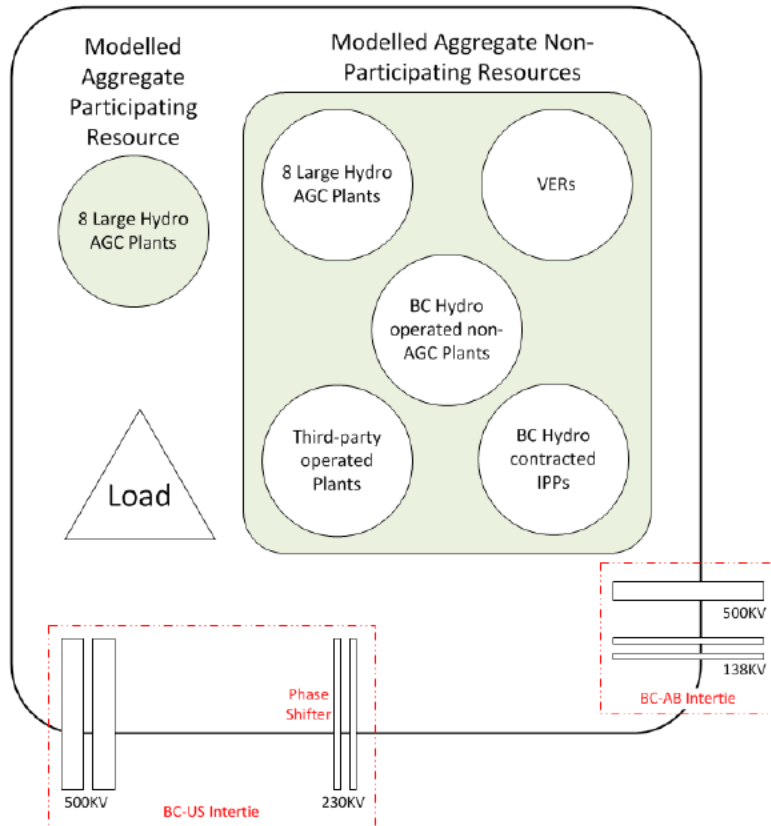 Modelled
Aggregate
Participating
Resource
8 Large Hydro
AGC Plants
Modelled Aggregate Non-
Participating Resources
8 Large Hydro
AGC Plants
VERs
BC Hydro
operated non-
AGC Plants
Third-party
operated
Plants
BC Hydro
contracted
IPPs
Load
500KV
138KV
BC-AB Intertie
Phase
Shifter
500KV
230KV
BC-US Intertie